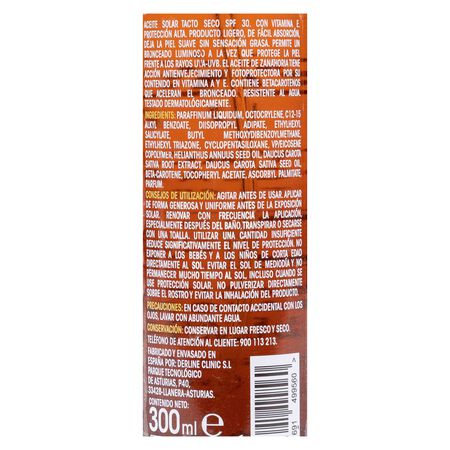 ACEITE SOLAR TACTO SECO SPF 30. CON VITAMINA E
PROTECCIÓN ALTA. PRODUCTO LIGERO, DE FÁCIL ABSORCIÓN,
DEJA LA PIEL SUAVE SIN SENSACIÓN GRASA. PERMITE UN
BRONCEADO LUMINOSO A LA VEZ QUE PROTEGE LA PIEL
FRENTE A LOS RAYOS UVA-UVB. EL ACEITE DE ZANAHORIA TIENE
ACCIÓN ANTIENVEJECIMIENTO Y FOTOPROTECTORA POR SU
CONTENIDO EN VITAMINA A Y E. CONTIENE BETACAROTENOS
QUE ACELERAN EL BRONCEADO. RESISTENTE AL AGUA
TESTADO DERMATOLÓGICAMENTE.
INGREDIENTS: PARAFFINUM LIQUIDUM, OCTOCRYLENE, C12-15
ALKYL BENZOATE, DIISOPROPYL ADIPATE, ETHYLHEXYL
SALICYLATE, BUTYL METHOXYDIBENZOYLMETHANE,
ETHYLHEXYL TRIAZONE, CYCLOPENTASILOXANE, VP/EICOSENE
COPOLYMER, HELIANTHUS ANNUUS SEED OIL, DAUCUS CAROTA
SATIVA ROOT EXTRACT, DAUCUS CAROTA SATIVA SEED OIL,
BETA-CAROTENE, TOCOPHERYL ACETATE, ASCORBYL PALMITATE,
PARFUM.
CONSEJOS DE UTILIZACIÓN: AGITAR ANTES DE USAR. APLICAR
DE FORMA GENEROSA Y UNIFORME ANTES DE LA EXPOSICIÓN
SOLAR. RENOVAR CON FRECUENCIA LA APLICACIÓN,
ESPECIALMENTE DESPUÉS DEL BAÑO, TRANSPIRAR O SECARSE
CON UNA TOALLA. UTILIZAR UNA CANTIDAD INSUFICIENTE
REDUCE SIGNIFICATIVAMENTE EL NIVEL DE PROTECCIÓN. NO
EXPONER A LOS BEBÉS Y A LOS NIÑOS DE CORTA EDAD
DIRECTAMENTE AL SOL. EVITAR EL SOL DE MEDIODÍA Y NO
PERMANECER MUCHO TIEMPO AL SOL, INCLUSO CUANDO SE
USE PROTECCIÓN SOLAR. NO PULVERIZAR DIRECTAMENTE
SOBRE EL ROSTRO Y EVITAR LA INHALACIÓN DEL PRODUCTO.
PRECAUCIONES: EN CASO DE CONTACTO ACCIDENTAL CON LOS
OJOS, LAVAR CON ABUNDANTE AGUA.
CONSERVACIÓN: CONSERVAR EN LUGAR FRESCO Y SECO.
TELÉFONO DE ATENCIÓN AL CLIENTE: 900 113 213.
FABRICADO Y ENVASADO EN
ESPAÑA POR: DERLINE CLINIC S.L
PARQUE TECNOLÓGICO
DE ASTURIAS, P40,
33428-LLANERA-ASTURIAS.
CONTENIDO NETO:
300 ml e
691 499560 >